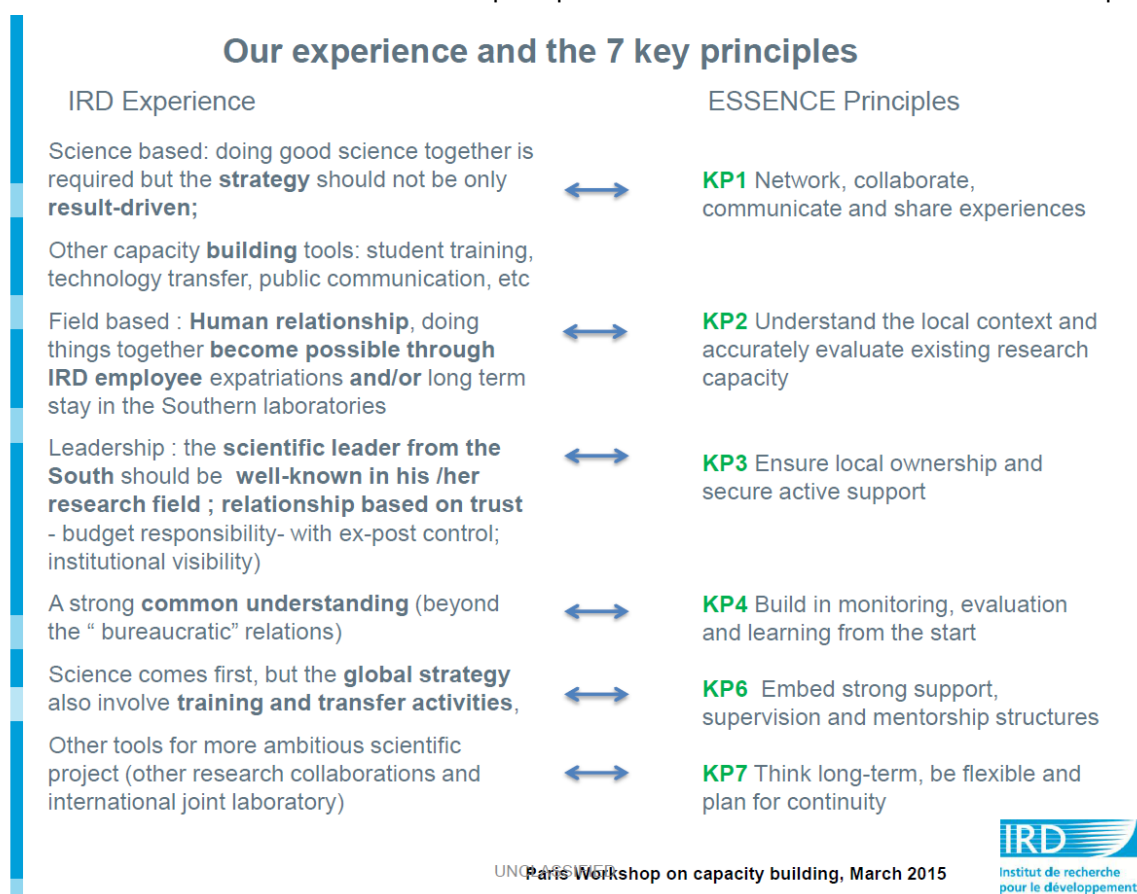 Our experience and the 7 key principles
IRD Experience
ESSENCE Principles
Science based: doing good science together is
required but the strategy should not be only
result-driven;
KP1 Network, collaborate,
communicate and share experiences
Other capacity building tools: student training,
technology transfer, public communication, etc
Field based : Human relationship, doing
things together become possible through
IRD employee expatriations and/or long term
stay in the Southern laboratories
KP2 Understand the local context and
accurately evaluate existing research
capacity
Leadership : the scientific leader from the
South should be well-known in his /her
research field ; relationship based on trust
- budget responsibility- with ex-post control;
institutional visibility)
KP3 Ensure local ownership and
secure active support
A strong common understanding (beyond
the “ bureaucratic” relations)
KP4 Build in monitoring, evaluation
and learning from the start
Science comes first, but the global strategy
also involve training and transfer activities,
KP6 Embed strong support,
supervision and mentorship structures
Other tools for more ambitious scientific
project (other research collaborations and
international joint laboratory)
KP7 Think long-term, be flexible and
plan for continuity
UNCLASSIFIED
Paris Workshop on capacity building, March 2015
IRD
Institut de recherche
pour le développement